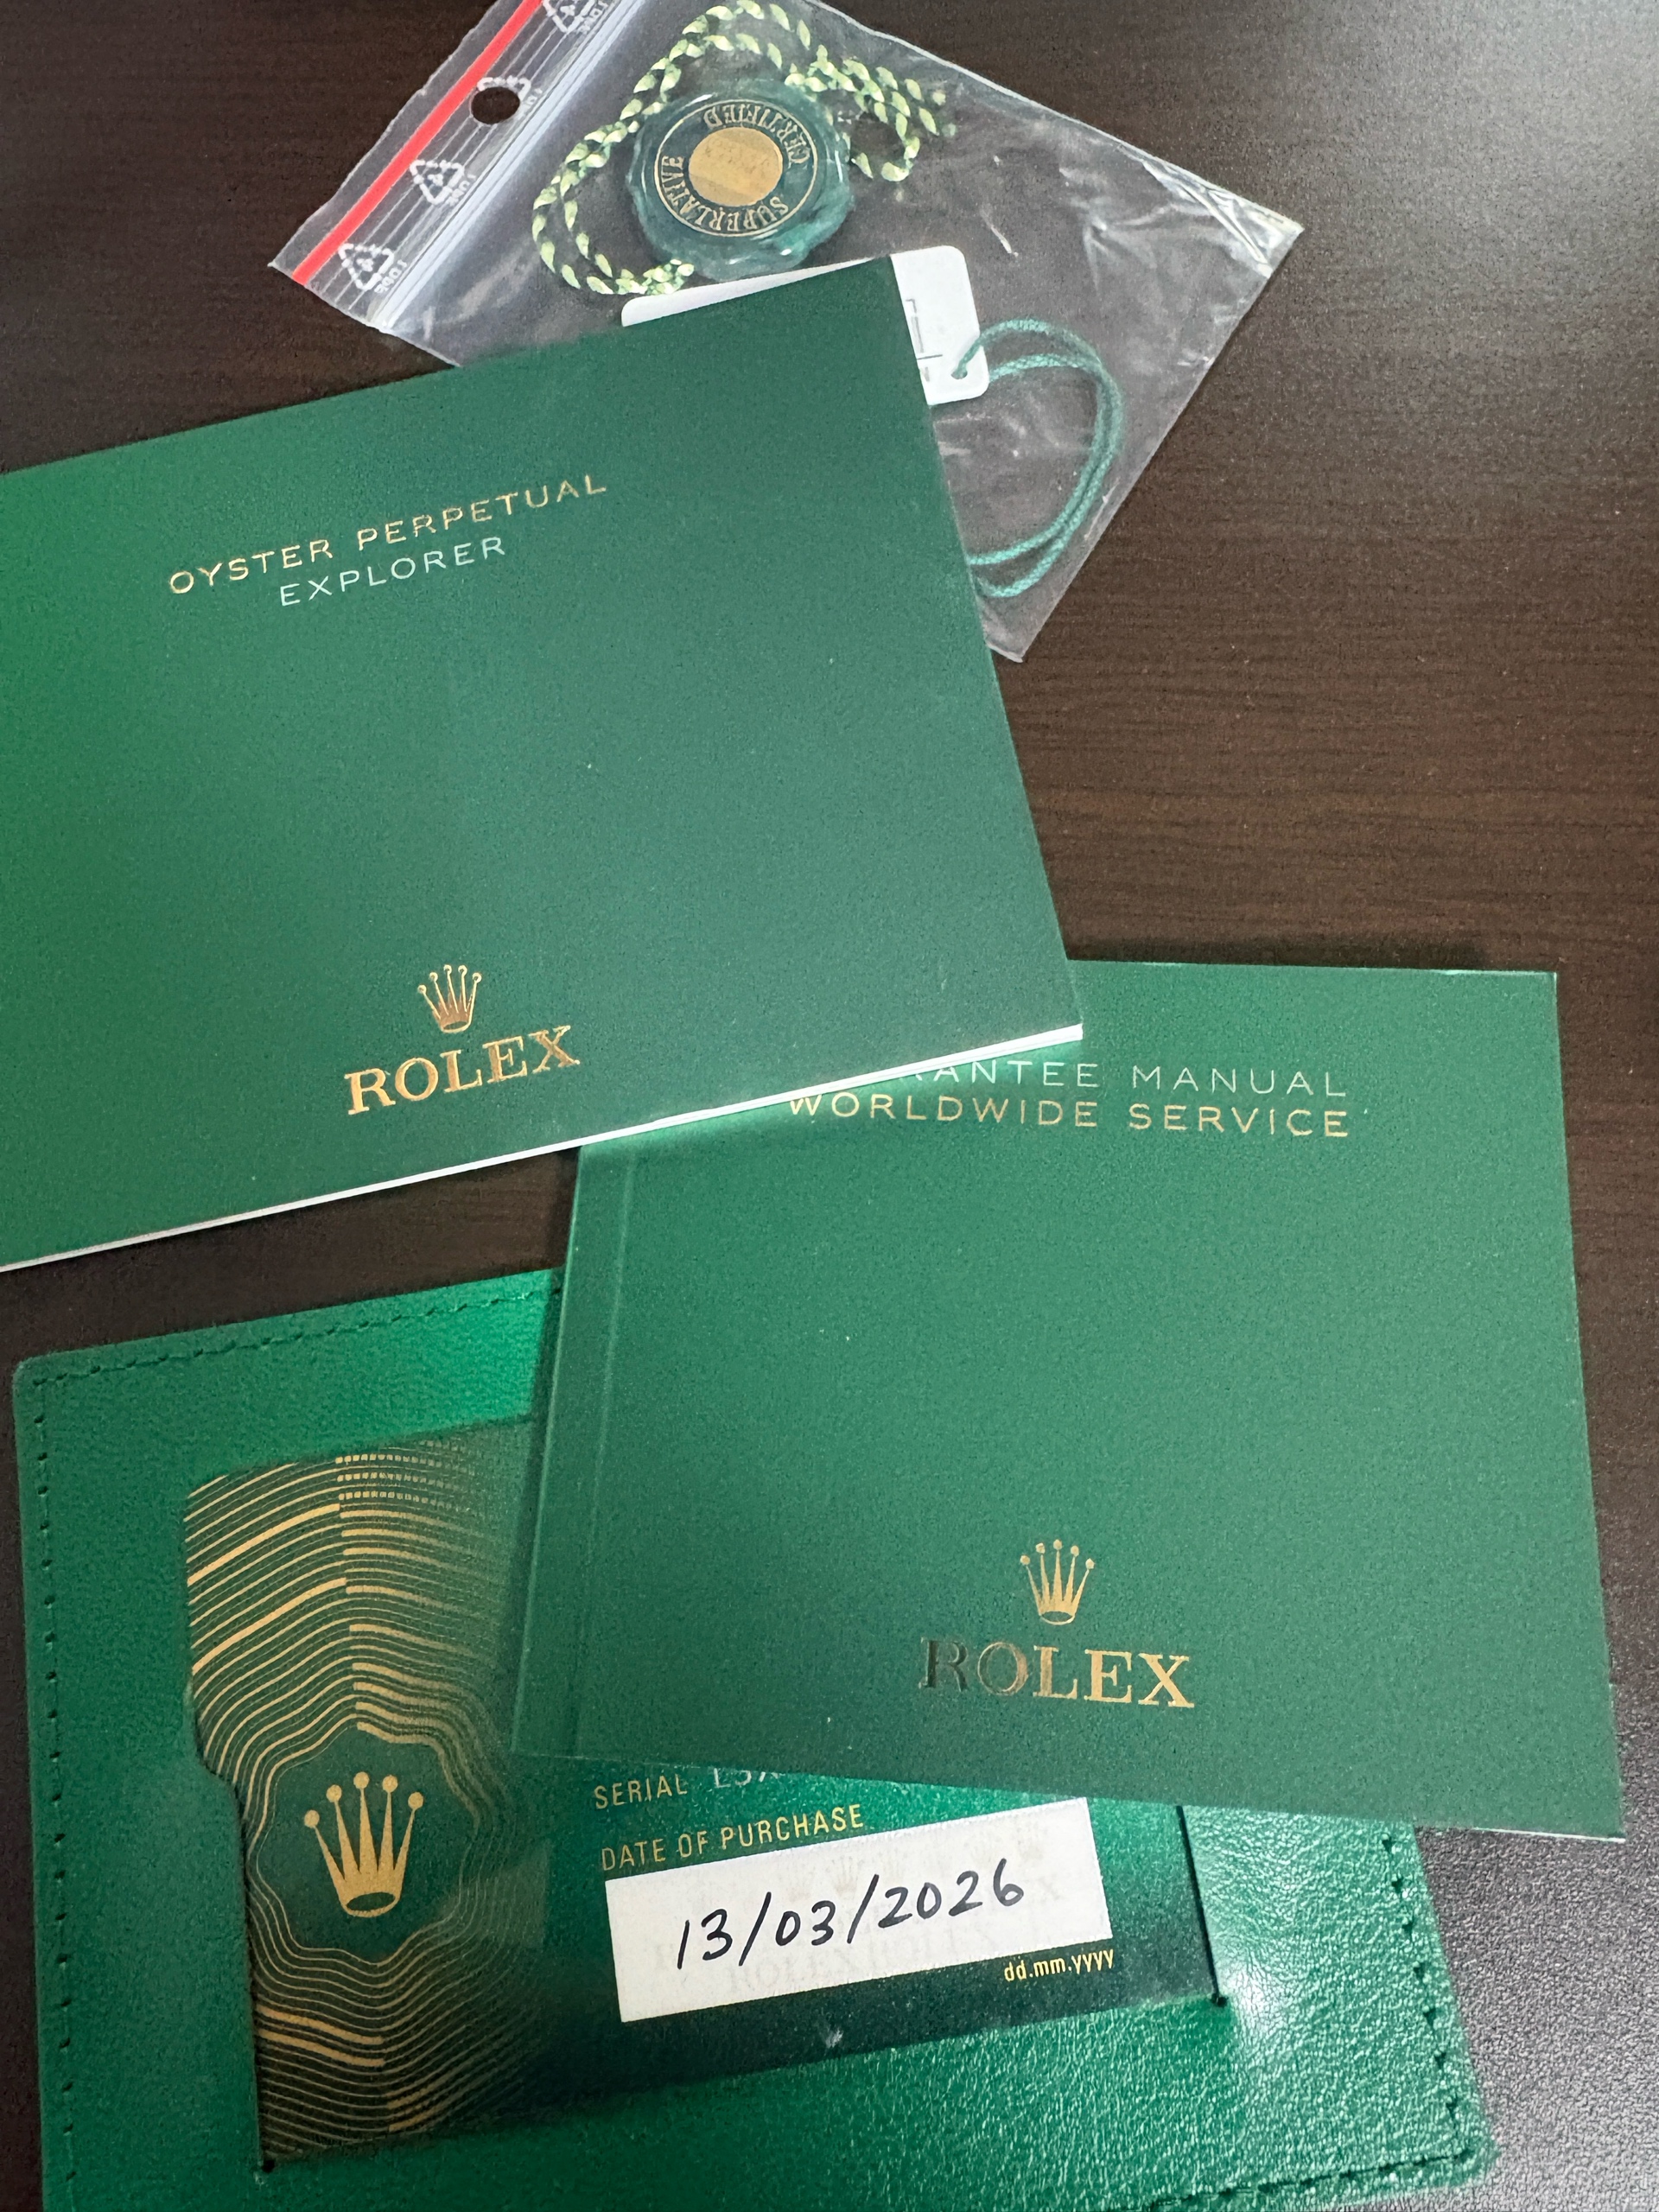 SUPERLATIVE
CERTIFIED
OYSTER PERPETUAL
EXPLORER
ROLEX
MANUAL
WORLDWIDE SERVICE
ROLEX
SERIAL
DATE OF PURCHASE
13/03/2026
dd.mm.yyyy